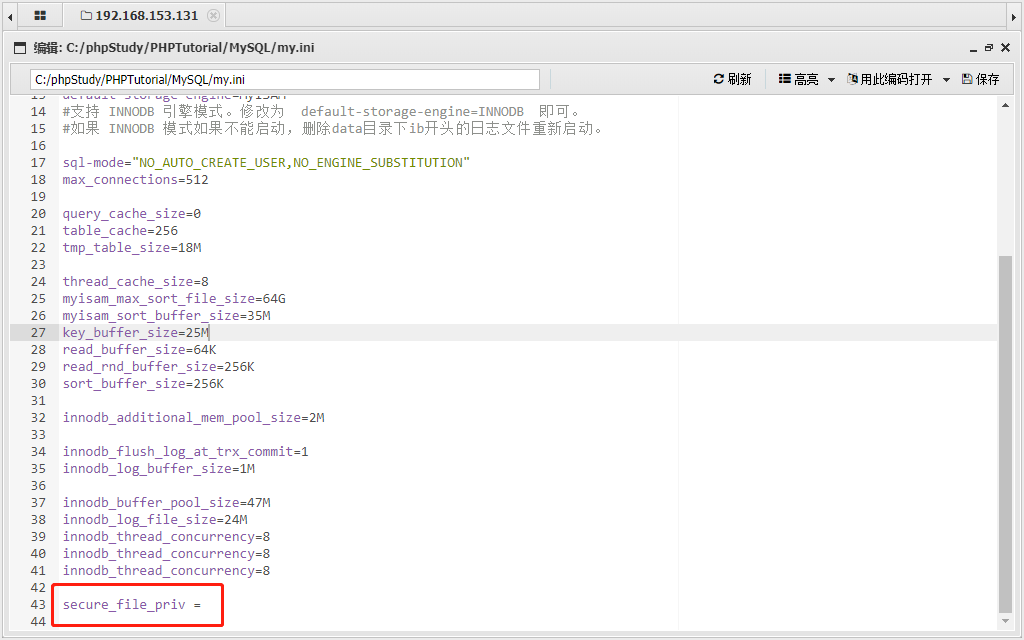 192.168.153.131
编辑: C:/phpStudy/PHPTutorial/MySQL/my.ini
C:/phpStudy/PHPTutorial/MySQL/my.ini 刷新 高亮 用此编码打开 保存
13 default-storage-engine=MyISAM
14 #支持 INNODB 引擎模式。修改为  default-storage-engine=INNODB  即可。
15 #如果 INNODB 模式如果不能启动，删除data目录下ib开头的日志文件重新启动。
16
17 sql-mode="NO_AUTO_CREATE_USER,NO_ENGINE_SUBSTITUTION"
18 max_connections=512
19
20 query_cache_size=0
21 table_cache=256
22 tmp_table_size=18M
23
24 thread_cache_size=8
25 myisam_max_sort_file_size=64G
26 myisam_sort_buffer_size=35M
27 key_buffer_size=25M
28 read_buffer_size=64K
29 read_rnd_buffer_size=256K
30 sort_buffer_size=256K
31
32 innodb_additional_mem_pool_size=2M
33
34 innodb_flush_log_at_trx_commit=1
35 innodb_log_buffer_size=1M
36
37 innodb_buffer_pool_size=47M
38 innodb_log_file_size=24M
39 innodb_thread_concurrency=8
40 innodb_thread_concurrency=8
41 innodb_thread_concurrency=8
42
43 secure_file_priv =
44